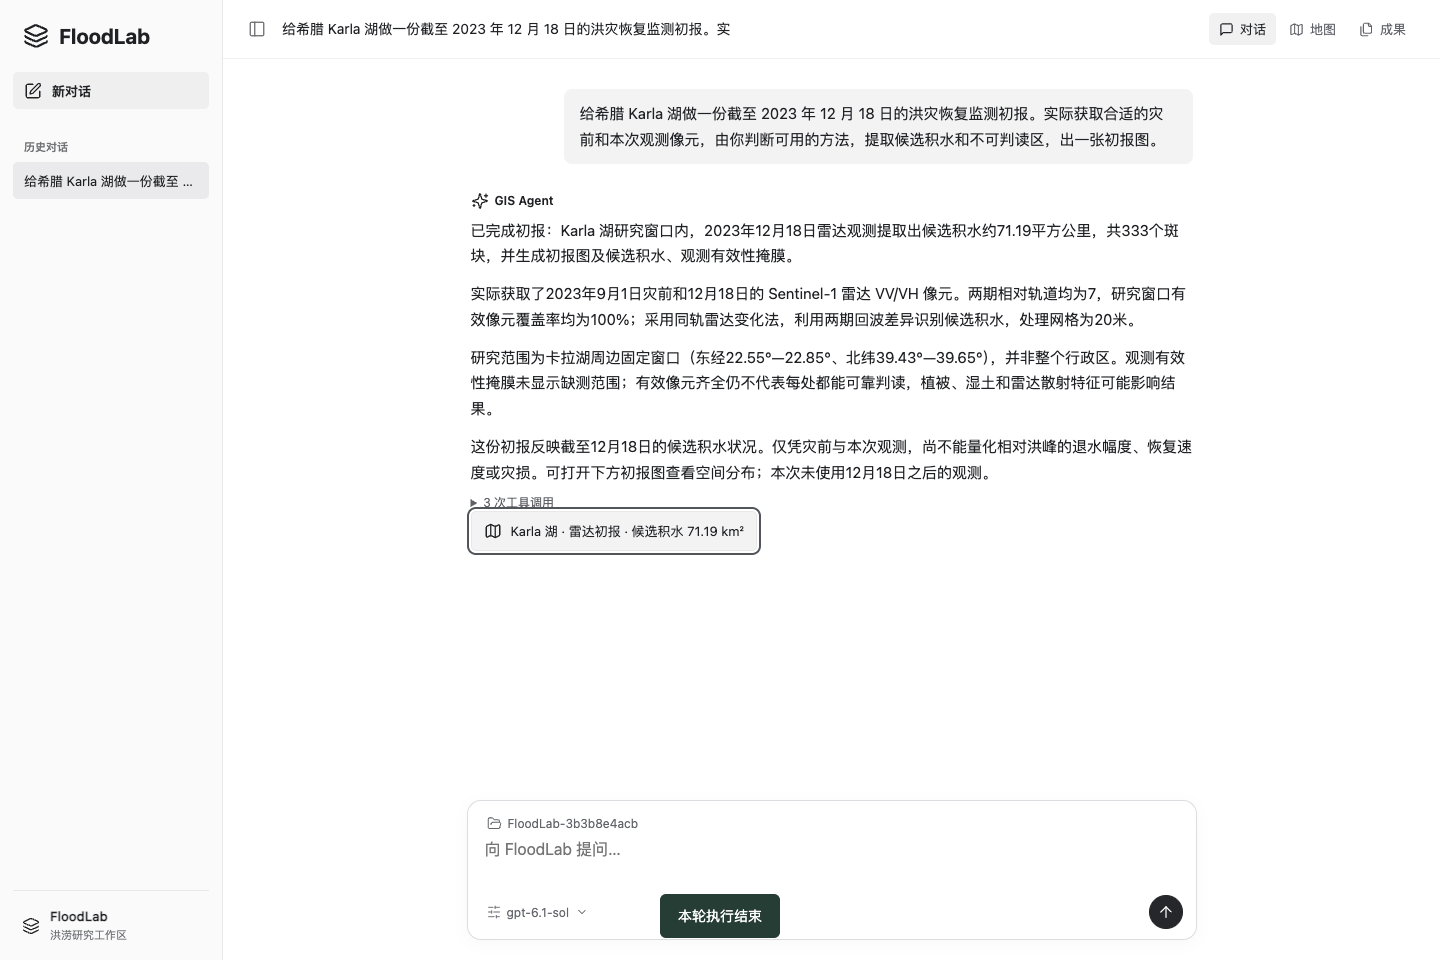 FloodLab
新对话
历史对话
给希腊 Karla 湖做一份截至 ...
FloodLab
洪涝研究工作区
给希腊 Karla 湖做一份截至 2023 年 12 月 18 日的洪灾恢复监测初报。实
对话
地图
成果
给希腊 Karla 湖做一份截至 2023 年 12 月 18 日的洪灾恢复监测初报。实际获取合适的灾
前和本次观测像元，由你判断可用的方法，提取候选积水和不可判读区，出一张初报图。
GIS Agent
已完成初报：Karla 湖研究窗口内，2023年12月18日雷达观测提取出候选积水约71.19平方公里，共333个斑
块，并生成初报图及候选积水、观测有效性掩膜。
实际获取了2023年9月1日灾前和12月18日的 Sentinel-1 雷达 VV/VH 像元。两期相对轨道均为7，研究窗口有
效像元覆盖率均为100%；采用同轨雷达变化法，利用两期回波差异识别候选积水，处理网格为20米。
研究范围为卡拉湖周边固定窗口（东经22.55°—22.85°、北纬39.43°—39.65°），并非整个行政区。观测有效
性掩膜未显示缺测范围；有效像元齐全仍不代表每处都能可靠判读，植被、湿土和雷达散射特征可能影响结
果。
这份初报反映截至12月18日的候选积水状况。仅凭灾前与本次观测，尚不能量化相对洪峰的退水幅度、恢复速
度或灾损。可打开下方初报图查看空间分布；本次未使用12月18日之后的观测。
3 次工具调用
Karla 湖 · 雷达初报 · 候选积水 71.19 km²
FloodLab-3b3b8e4acb
向 FloodLab 提问...
gpt-6.1-sol
本轮执行结束